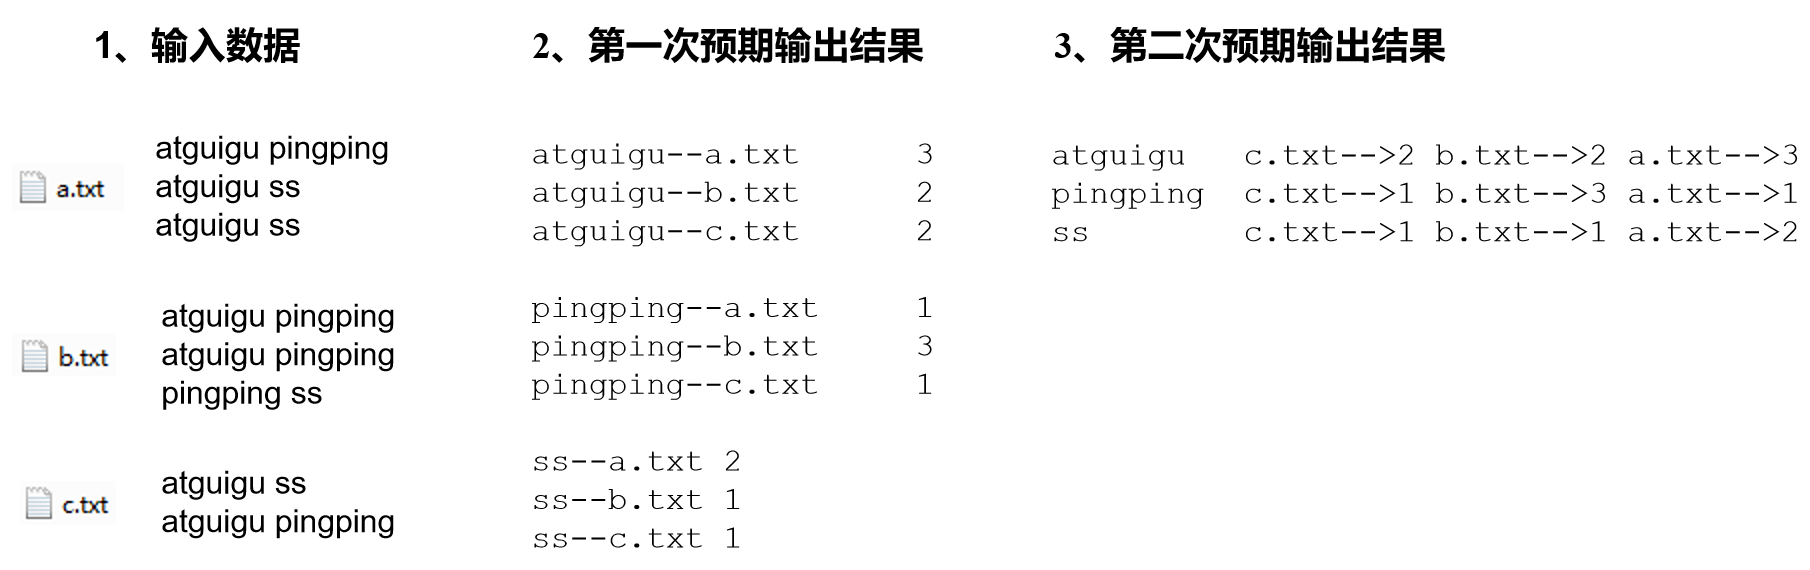 1、输入数据
a.txt
atguigu pingping
atguigu ss
atguigu ss
b.txt
atguigu pingping
atguigu pingping
pingping ss
c.txt
atguigu ss
atguigu pingping
2、第一次预期输出结果
atguigu--a.txt 3
atguigu--b.txt 2
atguigu--c.txt 2
pingping--a.txt 1
pingping--b.txt 3
pingping--c.txt 1
ss--a.txt 2
ss--b.txt 1
ss--c.txt 1
3、第二次预期输出结果
atguigu c.txt-->2 b.txt-->2 a.txt-->3
pingping c.txt-->1 b.txt-->3 a.txt-->1
ss c.txt-->1 b.txt-->1 a.txt-->2